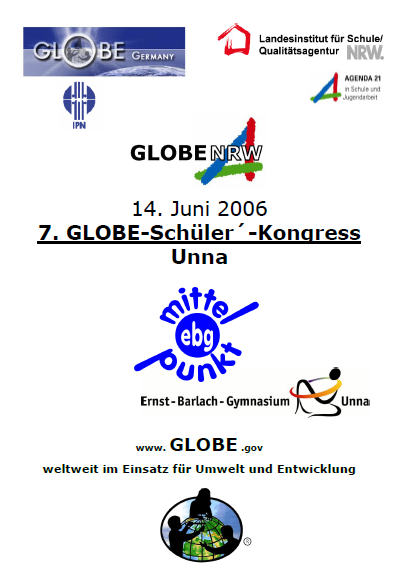 GLOBE GERMANY
Landesinstitut für Schule/
Qualitätsagentur NRW.
IPN
AGENDA 21
in Schule und
Jugendarbeit
GLOBE NRW
14. Juni 2006
7. GLOBE-Schüler´-Kongress
Unna
mittel
ebg
punkt
Ernst-Barlach-Gymnasium Unna
www. GLOBE .gov
weltweit im Einsatz für Umwelt und Entwicklung
®